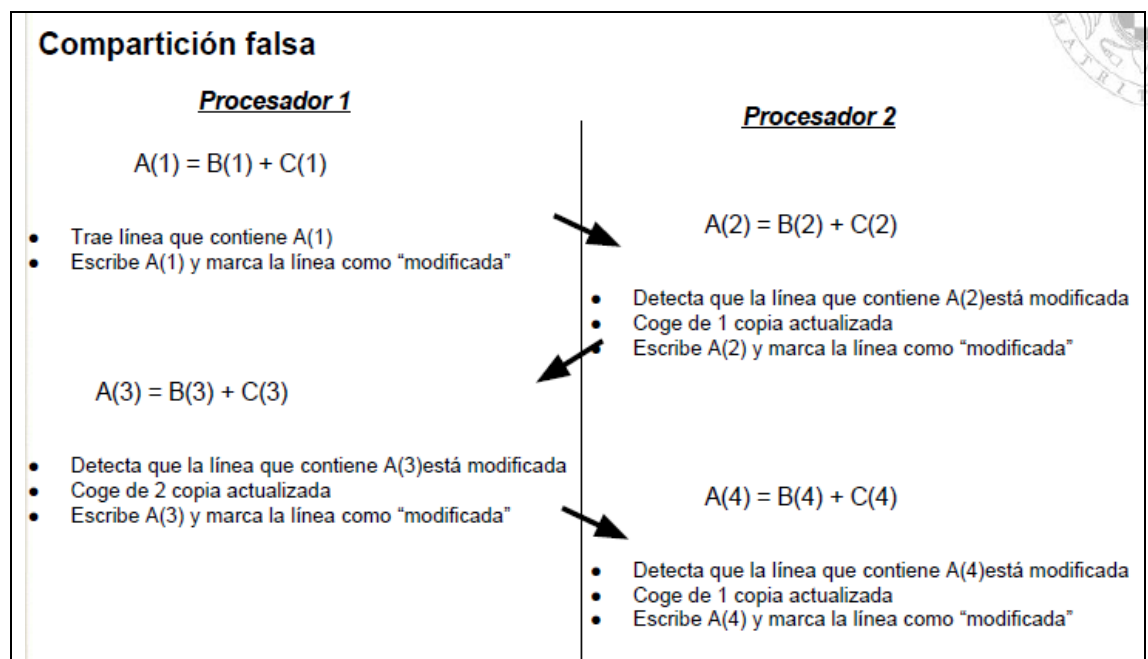 Compartición falsa
Procesador 1
A(1) = B(1) + C(1)
● Trae línea que contiene A(1)
● Escribe A(1) y marca la línea como “modificada”
Procesador 2
A(2) = B(2) + C(2)
● Detecta que la línea que contiene A(2)está modificada
● Coge de 1 copia actualizada
● Escribe A(2) y marca la línea como “modificada”
A(3) = B(3) + C(3)
● Detecta que la línea que contiene A(3)está modificada
● Coge de 2 copia actualizada
● Escribe A(3) y marca la línea como “modificada”
A(4) = B(4) + C(4)
● Detecta que la línea que contiene A(4)está modificada
● Coge de 1 copia actualizada
● Escribe A(4) y marca la línea como “modificada”